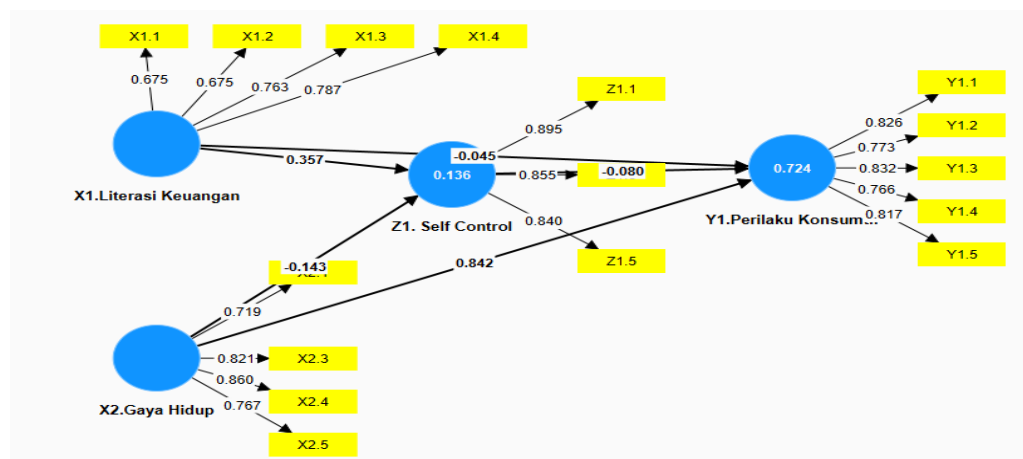 X1.1
X1.2
X1.3
X1.4
0.675
0.675
0.763
0.787
X1.Literasi Keuangan
0.357
-0.045
Z1.1
0.895
0.136
0.855
-0.080
Z1. Self Control
0.840
Z1.5
Y1.1
Y1.2
Y1.3
Y1.4
Y1.5
0.826
0.773
0.832
0.766
0.817
0.724
Y1.Perilaku Konsum...
-0.143
0.842
0.719
0.821
X2.3
0.860
X2.4
0.767
X2.5
X2.Gaya Hidup